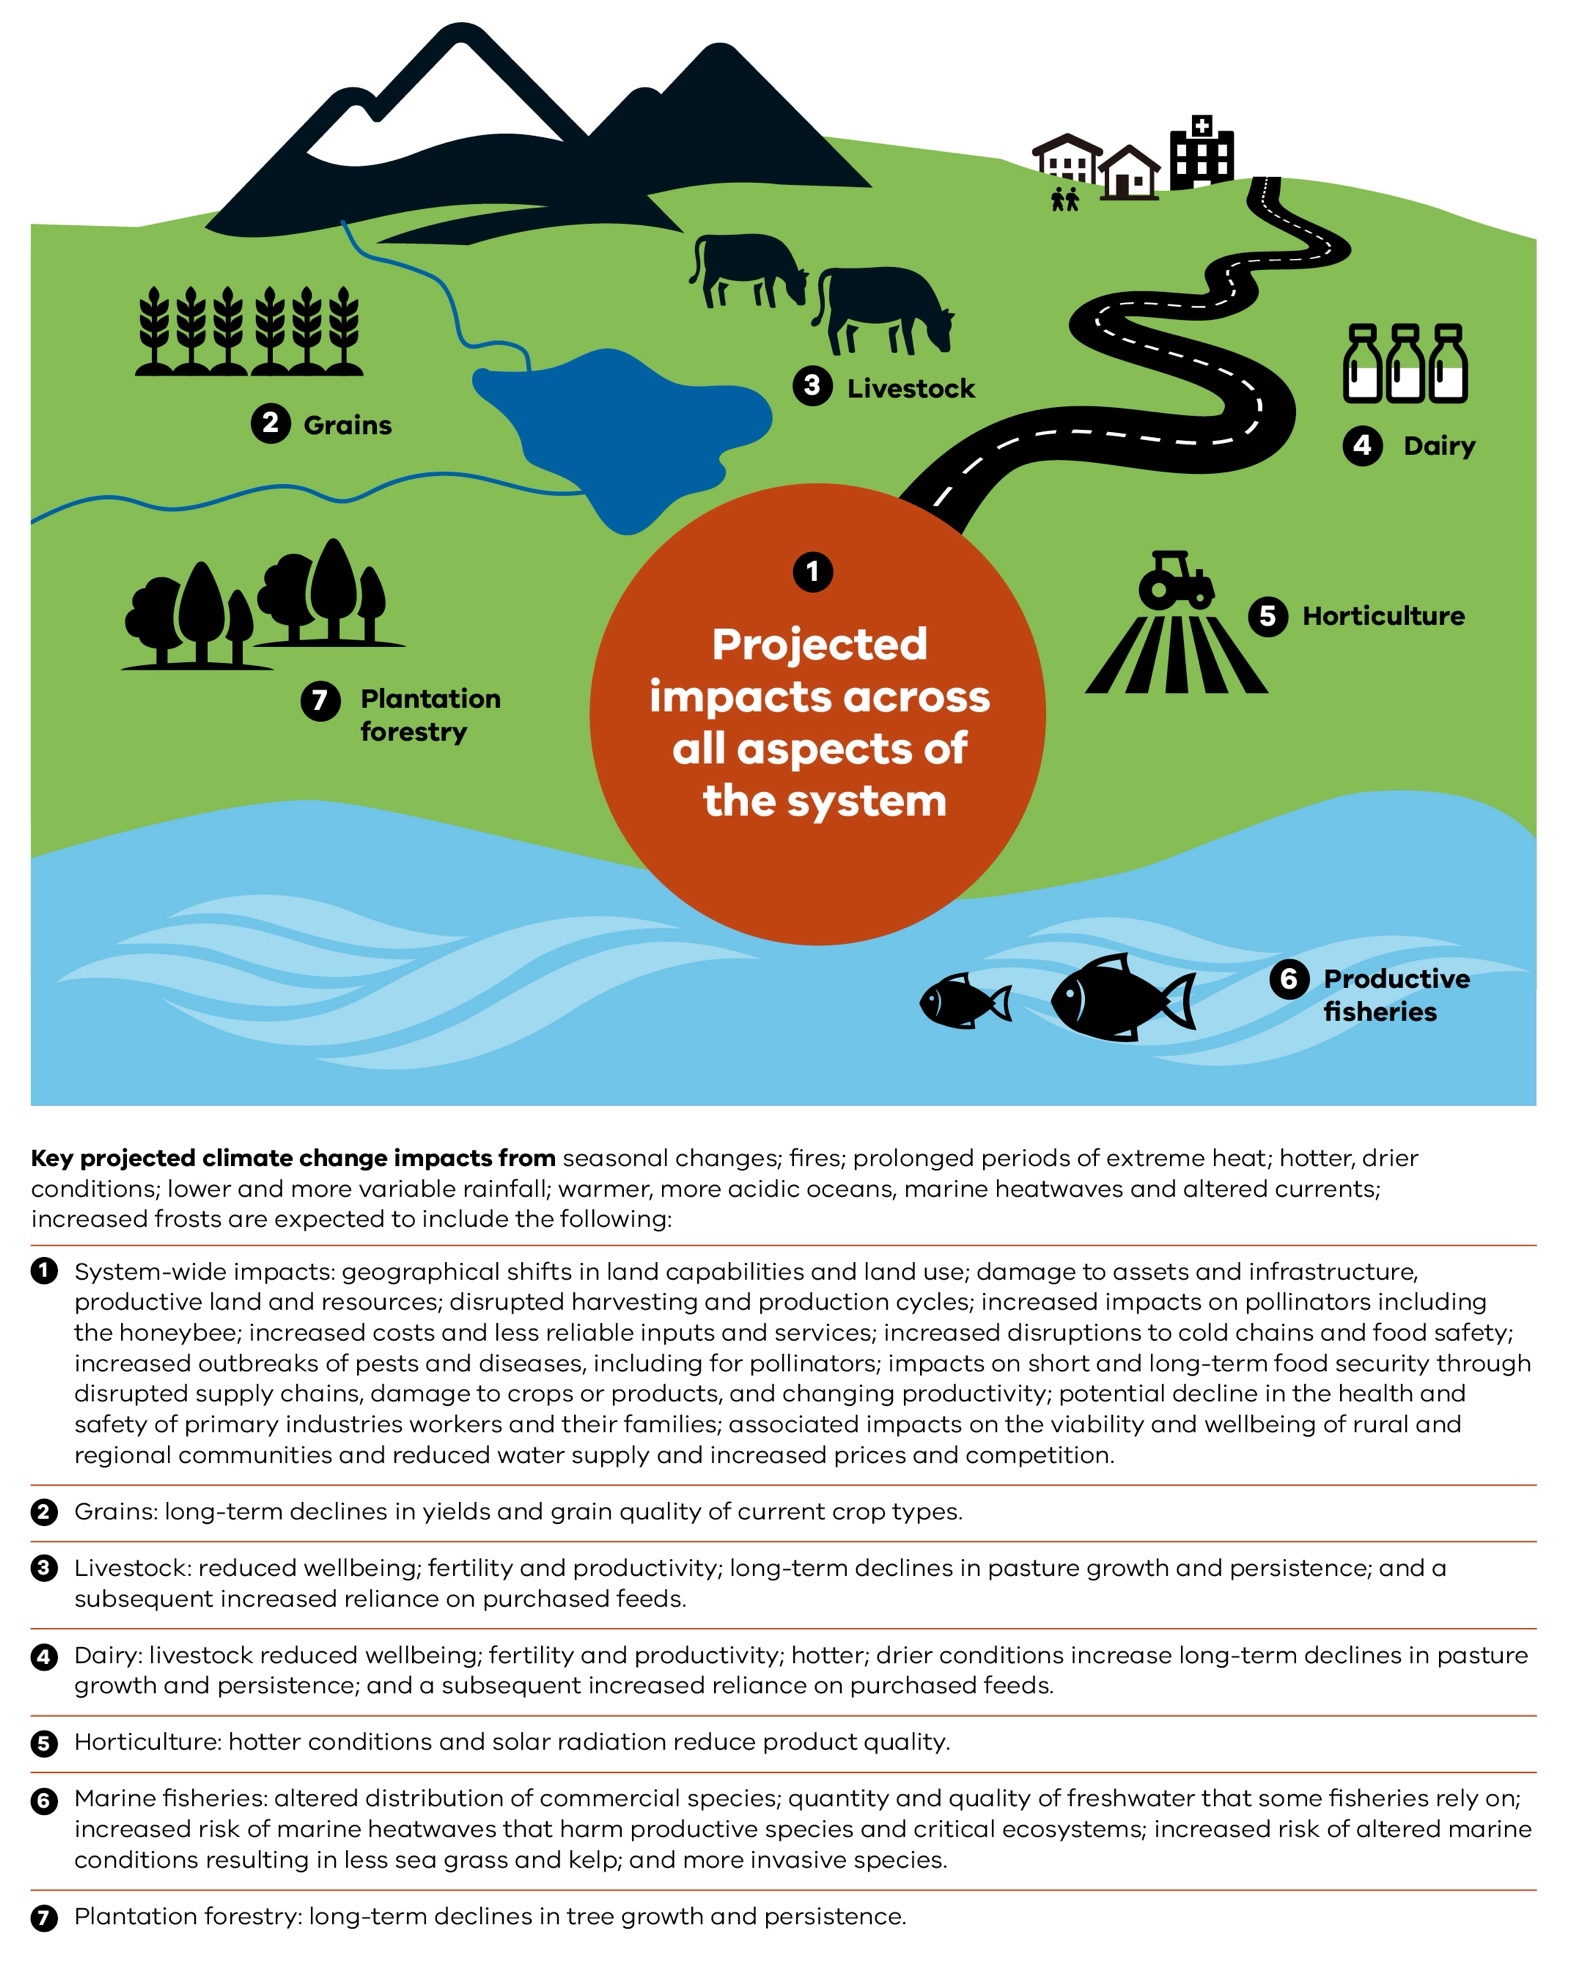 3 Livestock
2 Grains
4 Dairy
1
Projected
impacts across
all aspects of
the system
5 Horticulture
7 Plantation
forestry
6 Productive
fisheries
Key projected climate change impacts from seasonal changes; fires; prolonged periods of extreme heat; hotter, drier
conditions; lower and more variable rainfall; warmer, more acidic oceans, marine heatwaves and altered currents;
increased frosts are expected to include the following:
1 System-wide impacts: geographical shifts in land capabilities and land use; damage to assets and infrastructure,
productive land and resources; disrupted harvesting and production cycles; increased impacts on pollinators including
the honeybee; increased costs and less reliable inputs and services; increased disruptions to cold chains and food safety;
increased outbreaks of pests and diseases, including for pollinators; impacts on short and long-term food security through
disrupted supply chains, damage to crops or products, and changing productivity; potential decline in the health and
safety of primary industries workers and their families; associated impacts on the viability and wellbeing of rural and
regional communities and reduced water supply and increased prices and competition.
2 Grains: long-term declines in yields and grain quality of current crop types.
3 Livestock: reduced wellbeing; fertility and productivity; long-term declines in pasture growth and persistence; and a
subsequent increased reliance on purchased feeds.
4 Dairy: livestock reduced wellbeing; fertility and productivity; hotter; drier conditions increase long-term declines in pasture
growth and persistence; and a subsequent increased reliance on purchased feeds.
5 Horticulture: hotter conditions and solar radiation reduce product quality.
6 Marine fisheries: altered distribution of commercial species; quantity and quality of freshwater that some fisheries rely on;
increased risk of marine heatwaves that harm productive species and critical ecosystems; increased risk of altered marine
conditions resulting in less sea grass and kelp; and more invasive species.
7 Plantation forestry: long-term declines in tree growth and persistence.